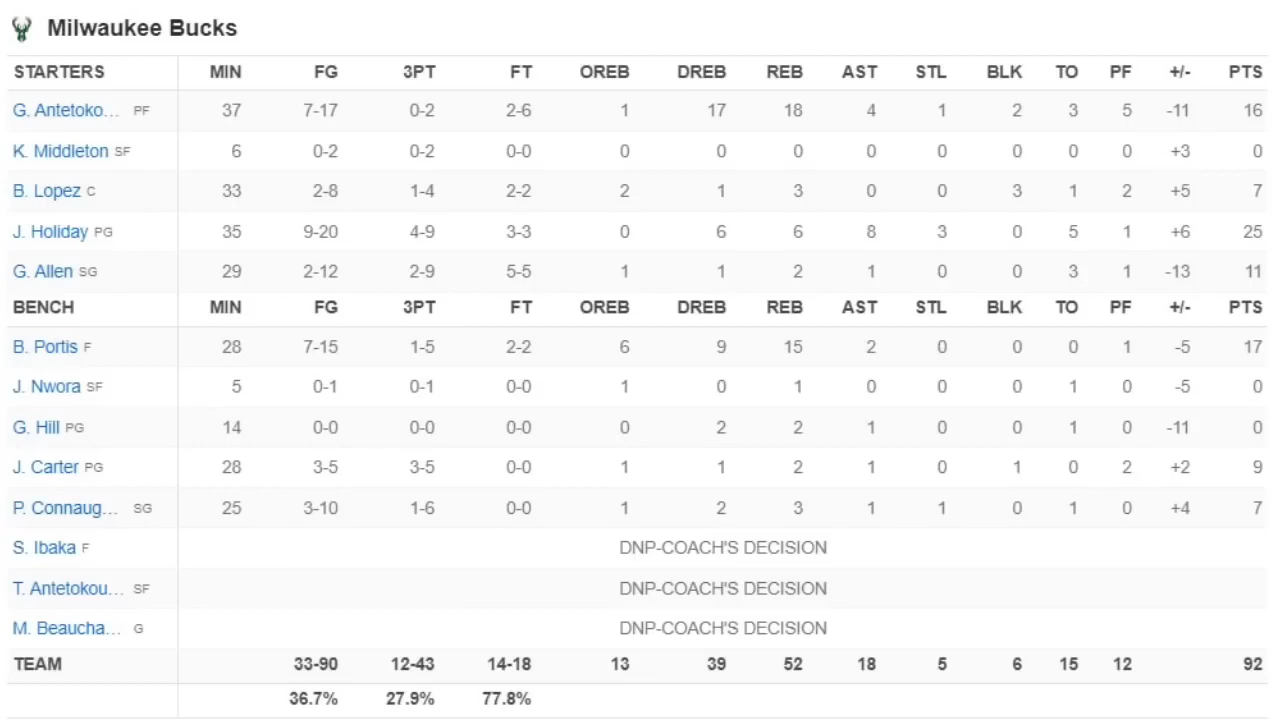 Milwaukee Bucks
STARTERS MIN FG 3PT FT OREB DREB REB AST STL BLK TO PF +/- PTS
G. Antetoko... PF 37 7-17 0-2 2-6 1 17 18 4 1 2 3 5 -11 16
K. Middleton SF 6 0-2 0-2 0-0 0 0 0 0 0 0 0 0 +3 0
B. Lopez C 33 2-8 1-4 2-2 2 1 3 0 0 3 1 2 +5 7
J. Holiday PG 35 9-20 4-9 3-3 0 6 6 8 3 0 5 1 +6 25
G. Allen SG 29 2-12 2-9 5-5 1 1 2 1 0 0 3 1 -13 11
BENCH MIN FG 3PT FT OREB DREB REB AST STL BLK TO PF +/- PTS
B. Portis F 28 7-15 1-5 2-2 6 9 15 2 0 0 0 1 -5 17
J. Nwora SF 5 0-1 0-1 0-0 1 0 1 0 0 0 1 0 -5 0
G. Hill PG 14 0-0 0-0 0-0 0 2 2 1 0 0 1 0 -11 0
J. Carter PG 28 3-5 3-5 0-0 1 1 2 1 0 1 0 2 +2 9
P. Connaug... SG 25 3-10 1-6 0-0 1 2 3 1 1 0 1 0 +4 7
S. Ibaka F DNP-COACH'S DECISION
T. Antetokou... SF DNP-COACH'S DECISION
M. Beaucha... G DNP-COACH'S DECISION
TEAM 33-90 12-43 14-18 13 39 52 18 5 6 15 12 92
36.7% 27.9% 77.8%